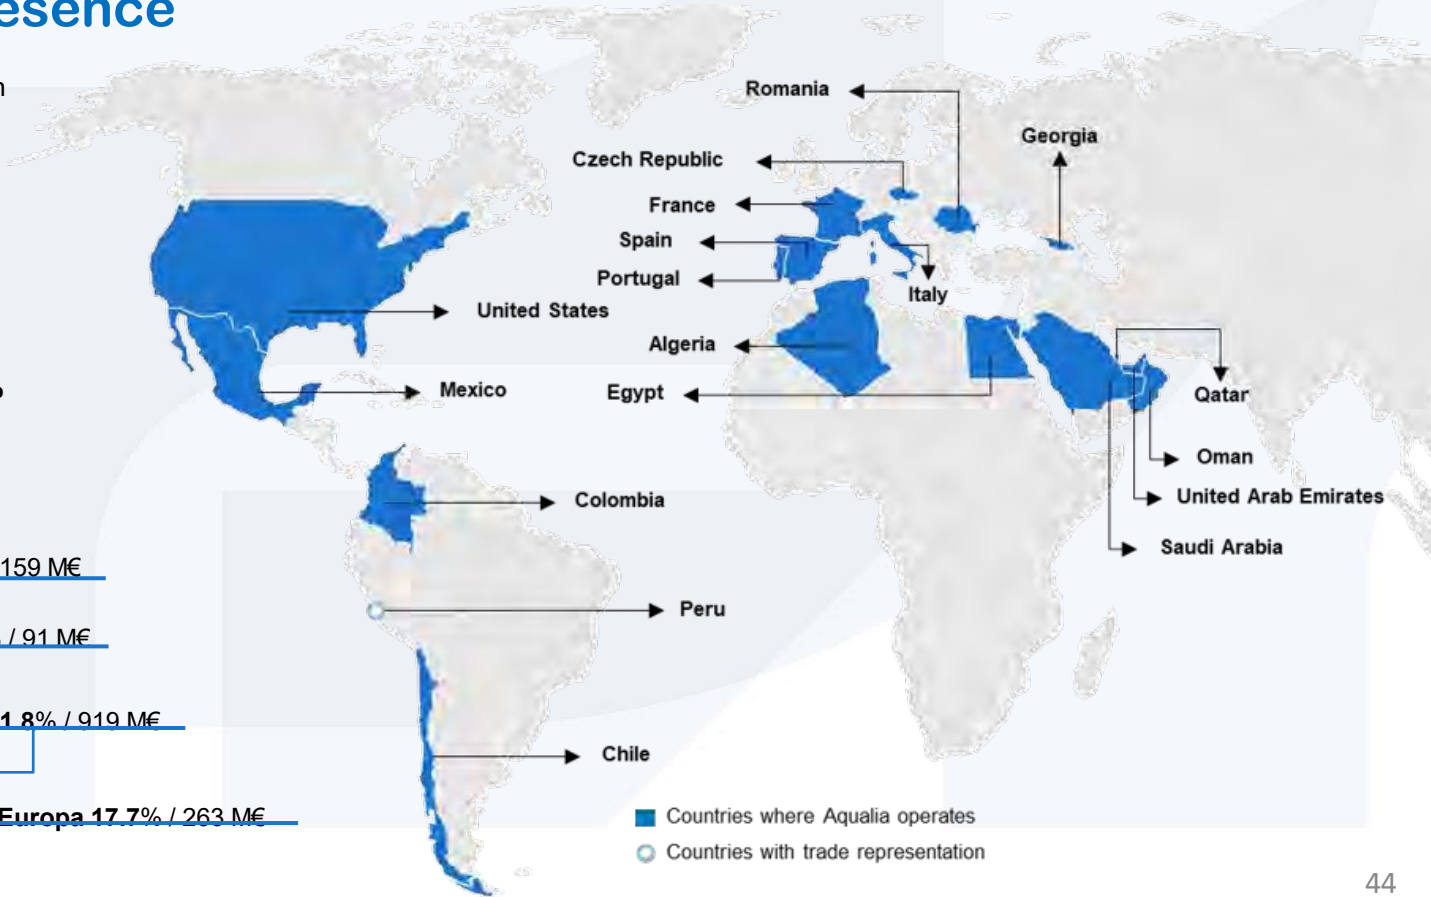 esence
Romania
Georgia
Czech Republic
France
Spain
Portugal
Italy
United States
Algeria
Mexico
Egypt
Qatar
Oman
United Arab Emirates
Colombia
Saudi Arabia
159 M€
Peru
/ 91 M€
1.8% / 919 M€
Chile
Europa 17.7% / 263 M€
Countries where Aqualia operates
Countries with trade representation
44